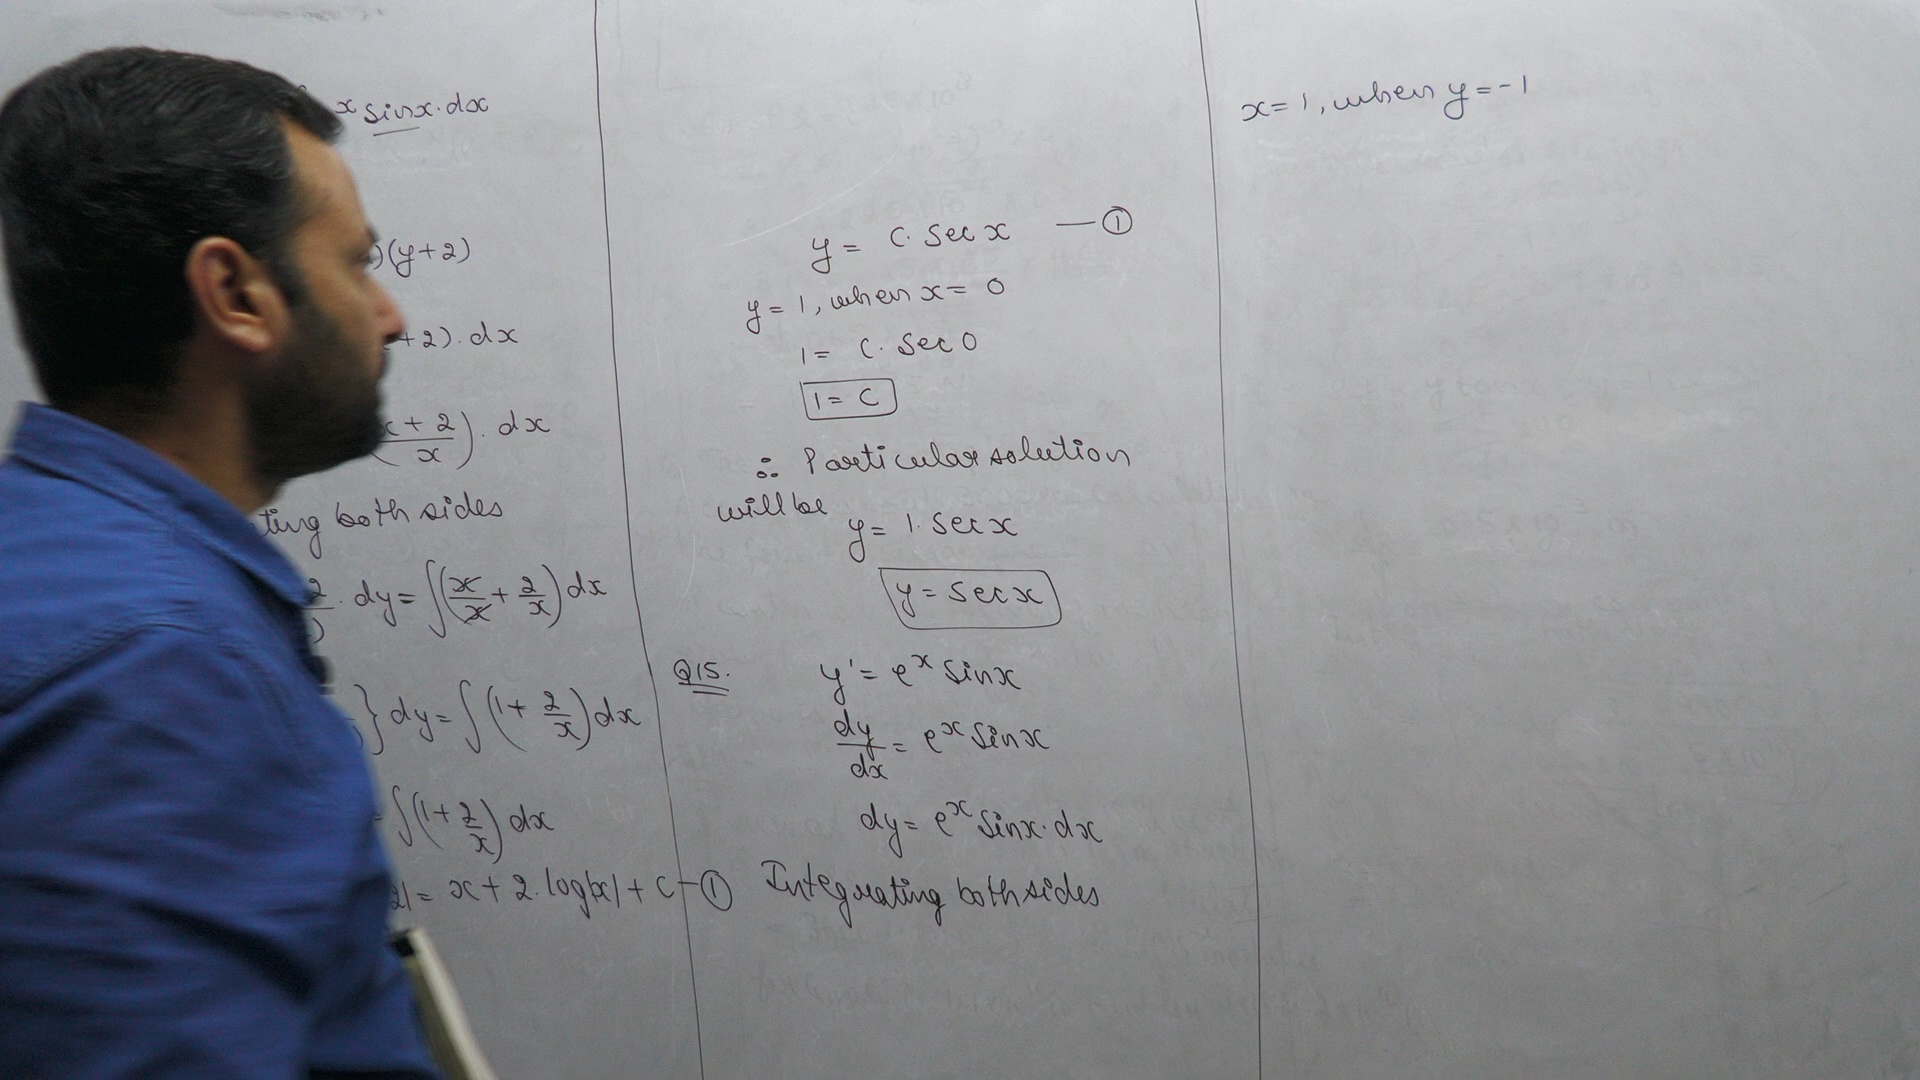 x sinx.dx
)(y+2)
+2).dx
(x+2/x).dx
ting both sides
2 . dy = ∫(x/x + 2/x)dx
} dy = ∫(1 + 2/x)dx
= ∫(1 + 2/x)dx
2| = x + 2.log|x| + c —①
y = C. Sec x —①
y = 1, when x = 0
1 = C. Sec 0
1 = C
∴ Particular solution
will be
y = 1. Sec x
y = Sec x
Q15. y' = e^x Sinx
dy/dx = e^x Sinx
dy = e^x Sinx.dx
Integrating both sides
x = 1, when y = -1